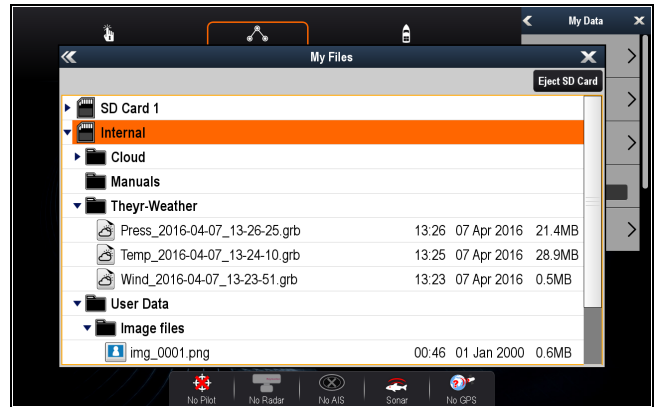 My Data
My Files
Eject SD Card
SD Card 1
Internal
Cloud
Manuals
Theyr-Weather
Press_2016-04-07_13-26-25.grb 13:26 07 Apr 2016 21.4MB
Temp_2016-04-07_13-24-10.grb 13:25 07 Apr 2016 28.9MB
Wind_2016-04-07_13-23-51.grb 13:23 07 Apr 2016 0.5MB
User Data
Image files
img_0001.png 00:46 01 Jan 2000 0.6MB
No Pilot No Radar No AIS Sonar No GPS